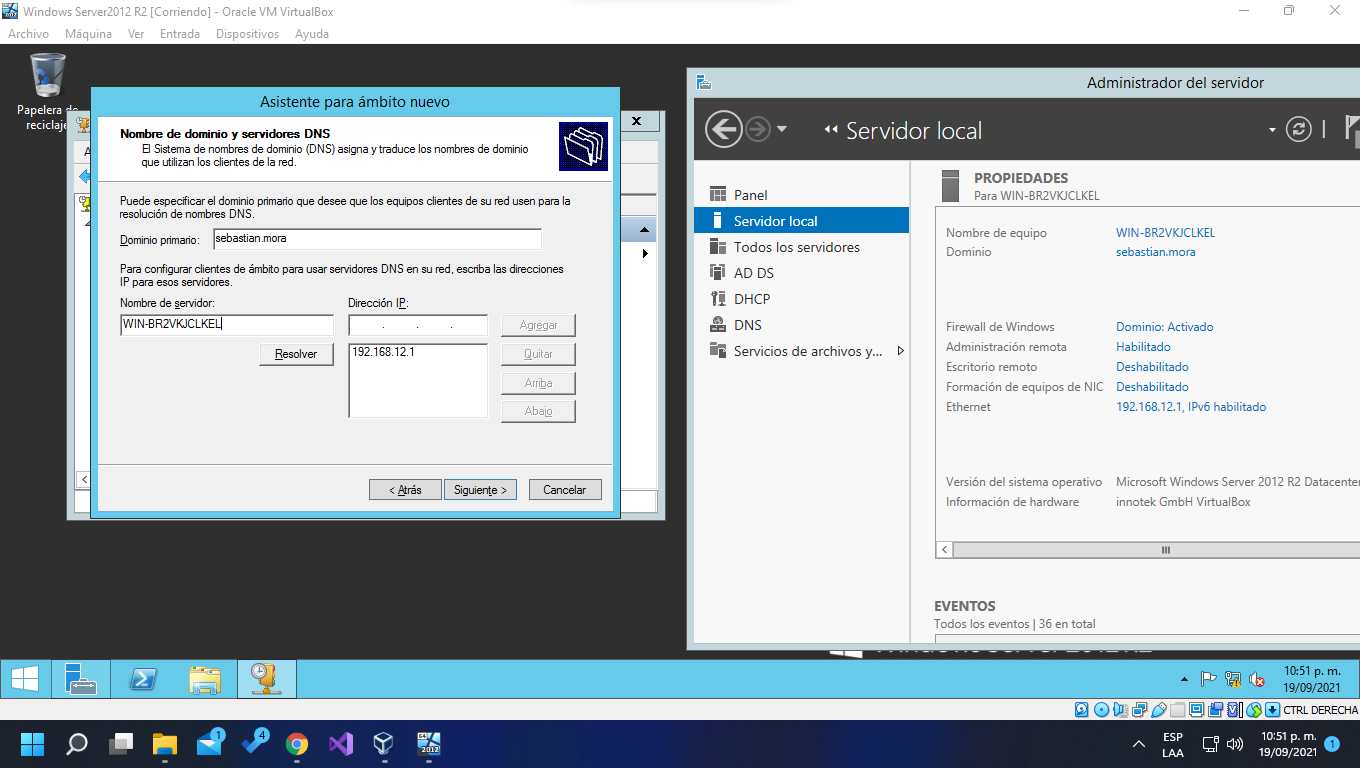 Windows Server2012 R2 [Corriendo] - Oracle VM VirtualBox
Archivo Máquina Ver Entrada Dispositivos Ayuda
Papelera de
reciclaje
Asistente para ámbito nuevo
Nombre de dominio y servidores DNS
El Sistema de nombres de dominio (DNS) asigna y traduce los nombres de dominio
que utilizan los clientes de la red.
Puede especificar el dominio primario que desee que los equipos clientes de su red usen para la
resolución de nombres DNS.
Dominio primario: sebastian.mora
Para configurar clientes de ámbito para usar servidores DNS en su red, escriba las direcciones
IP para esos servidores.
Nombre de servidor: Dirección IP:
WIN-BR2VKJCLKEL . . . Agregar
Resolver 192.168.12.1 Quitar
Arriba
Abajo
< Atrás Siguiente > Cancelar
Administrador del servidor
Servidor local
Panel
Servidor local
Todos los servidores
AD DS
DHCP
DNS
Servicios de archivos y...
PROPIEDADES
Para WIN-BR2VKJCLKEL
Nombre de equipo WIN-BR2VKJCLKEL
Dominio sebastian.mora
Firewall de Windows Dominio: Activado
Administración remota Habilitado
Escritorio remoto Deshabilitado
Formación de equipos de NIC Deshabilitado
Ethernet 192.168.12.1, IPv6 habilitado
Versión del sistema operativo Microsoft Windows Server 2012 R2 Datacenter
Información de hardware innotek GmbH VirtualBox
EVENTOS
Todos los eventos | 36 en total
10:51 p. m.
19/09/2021
CTRL DERECHA
1
4
64
2012
ESP
LAA
10:51 p. m.
19/09/2021
1